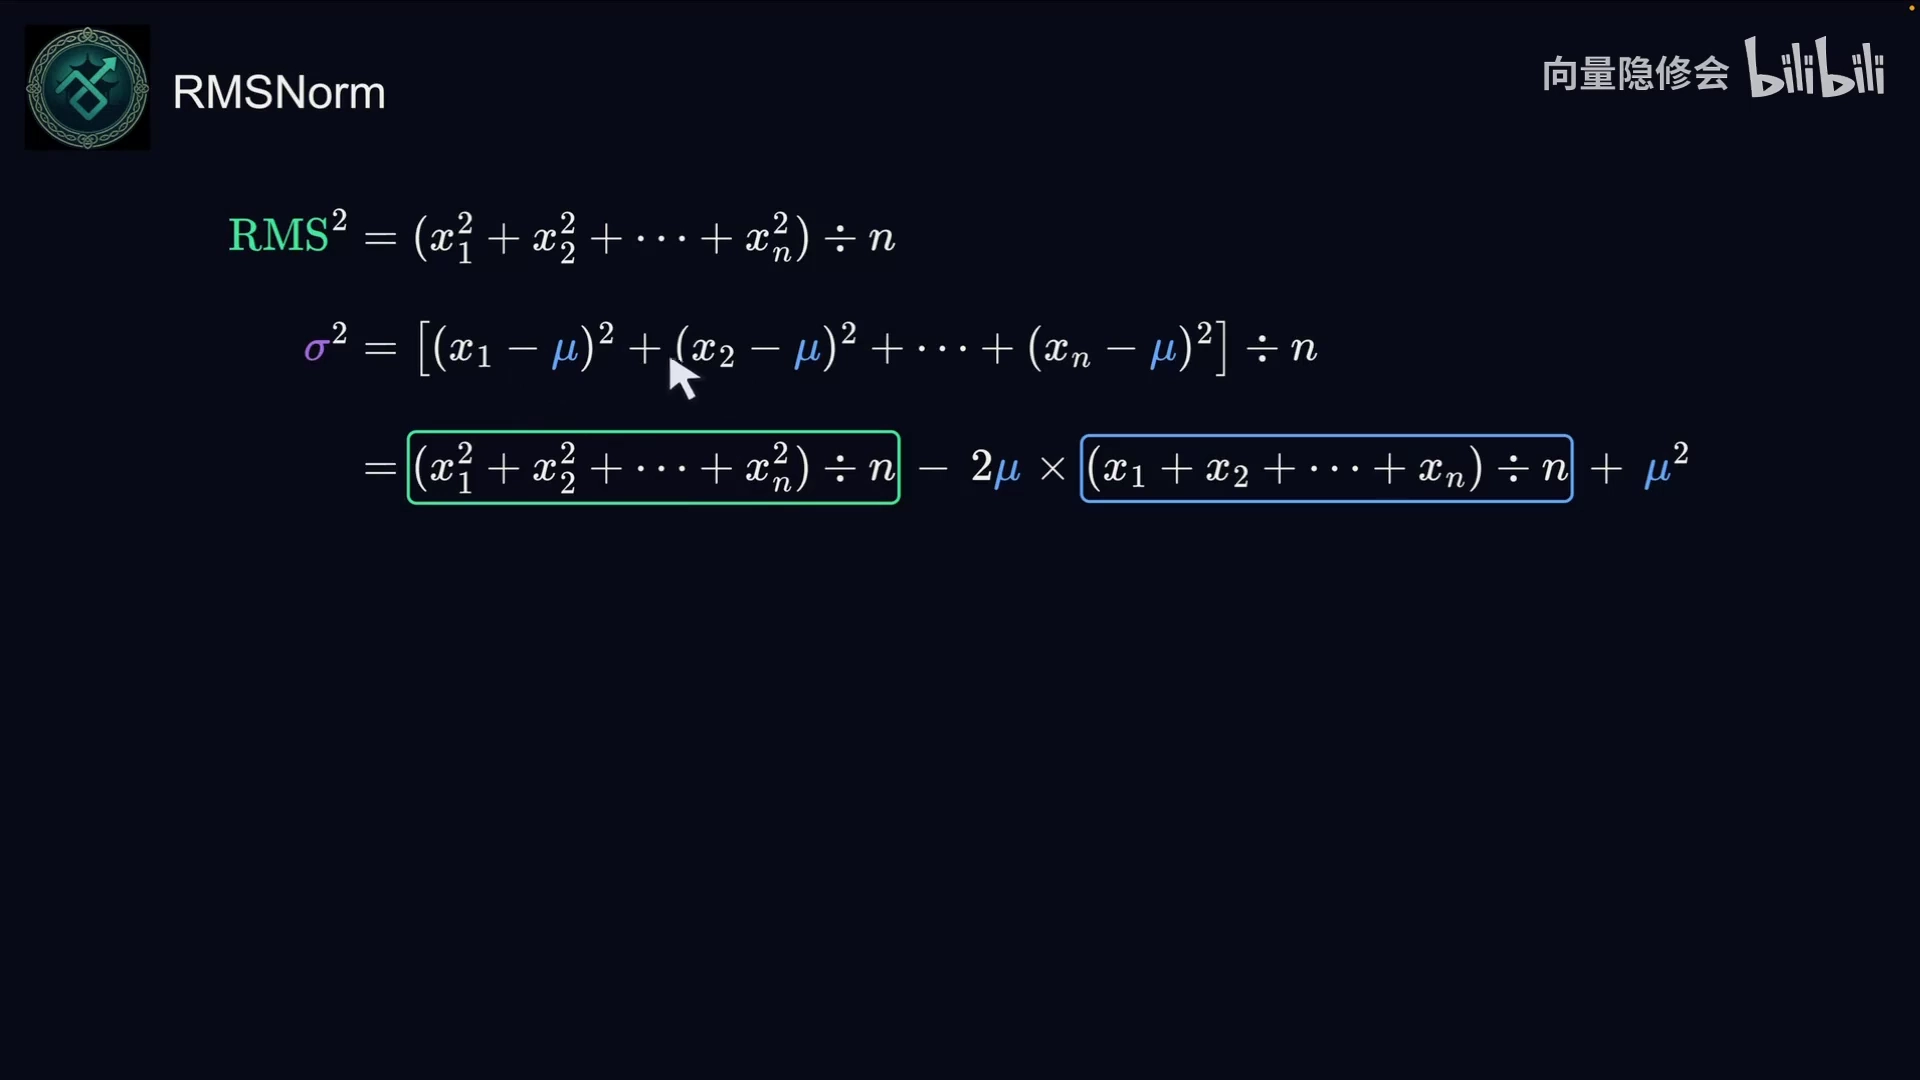 RMSNorm
向量隐修会 bilibili
RMS² = (x₁² + x₂² + ⋯ + xₙ²) ÷ n
σ² = [(x₁ − μ)² + (x₂ − μ)² + ⋯ + (xₙ − μ)²] ÷ n
= (x₁² + x₂² + ⋯ + xₙ²) ÷ n − 2μ × (x₁ + x₂ + ⋯ + xₙ) ÷ n + μ²